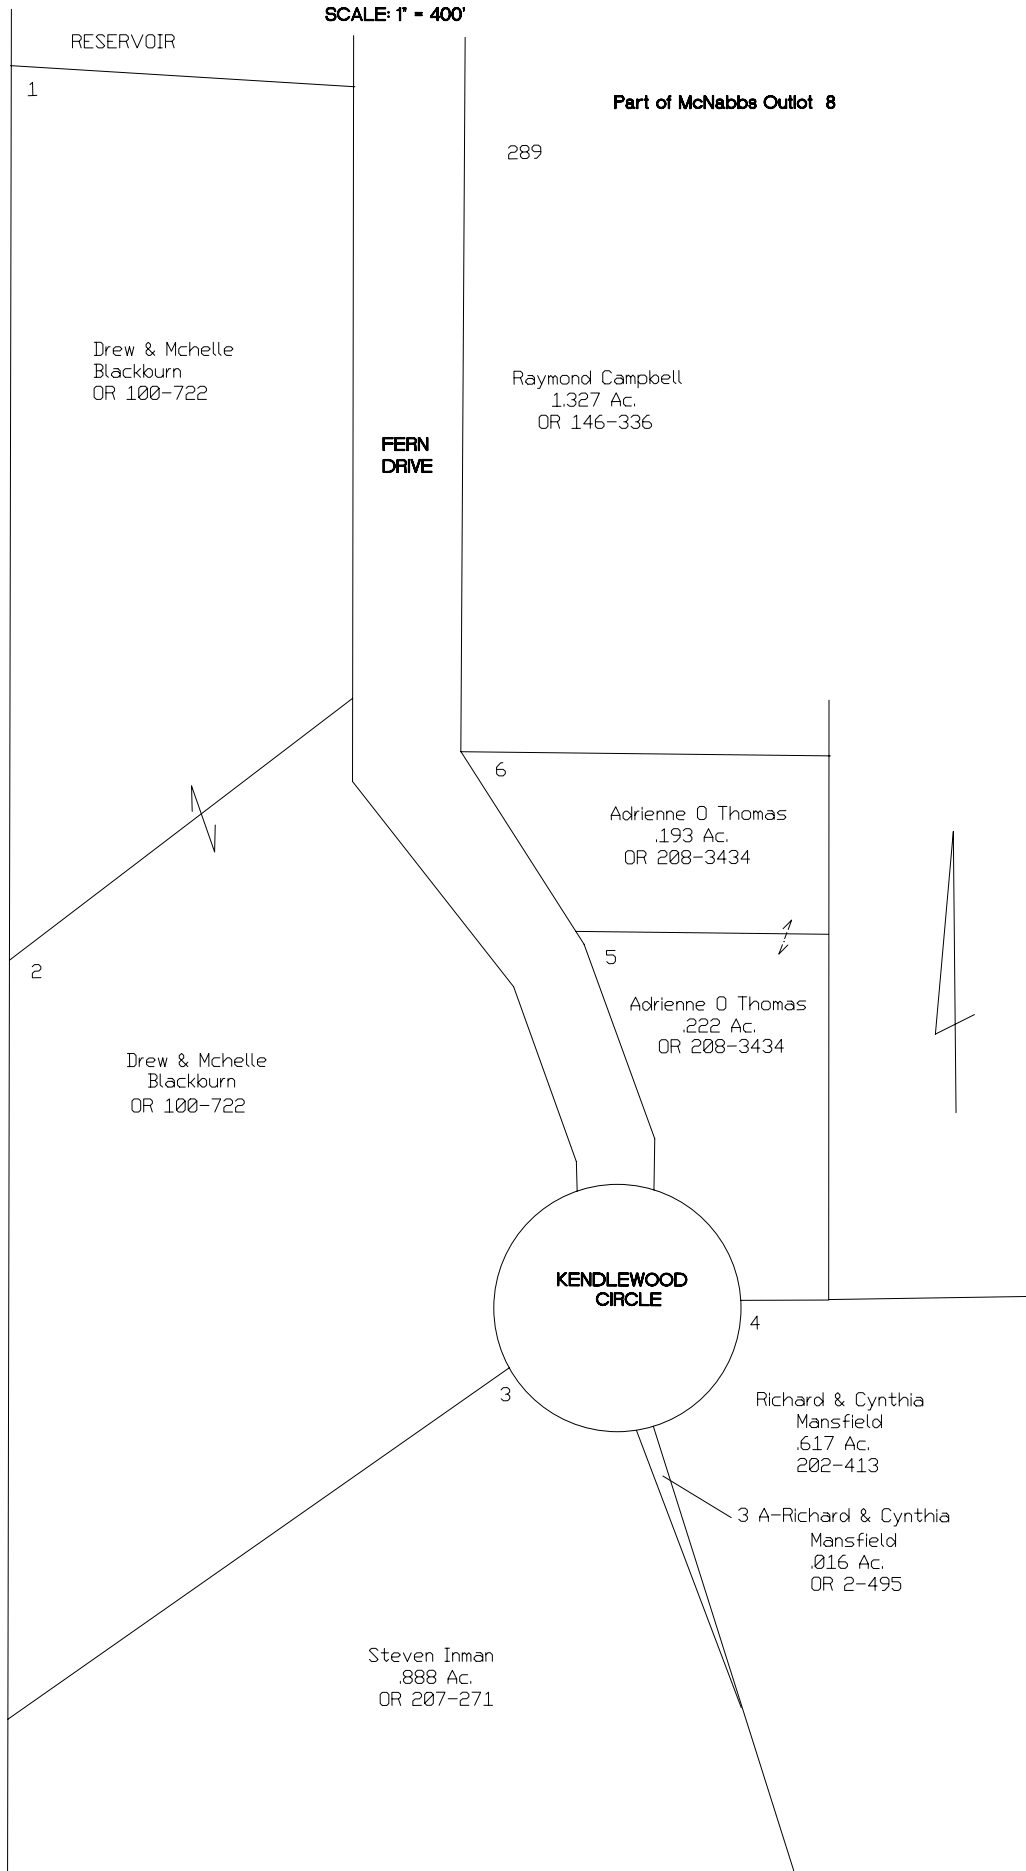 SCALE: 1" = 400'
RESERVOIR
1
Part of McNabbs Outlot 8
289
Drew & Mchelle
Blackburn
OR 100-722
Raymond Campbell
1.327 Ac.
OR 146-336
FERN
DRIVE
6
Adrienne O Thomas
.193 Ac.
OR 208-3434
5
2
Adrienne O Thomas
.222 Ac.
OR 208-3434
Drew & Mchelle
Blackburn
OR 100-722
KENDLEWOOD
CIRCLE
4
3
Richard & Cynthia
Mansfield
.617 Ac.
202-413
3 A-Richard & Cynthia
Mansfield
.016 Ac.
OR 2-495
Steven Inman
.888 Ac.
OR 207-271